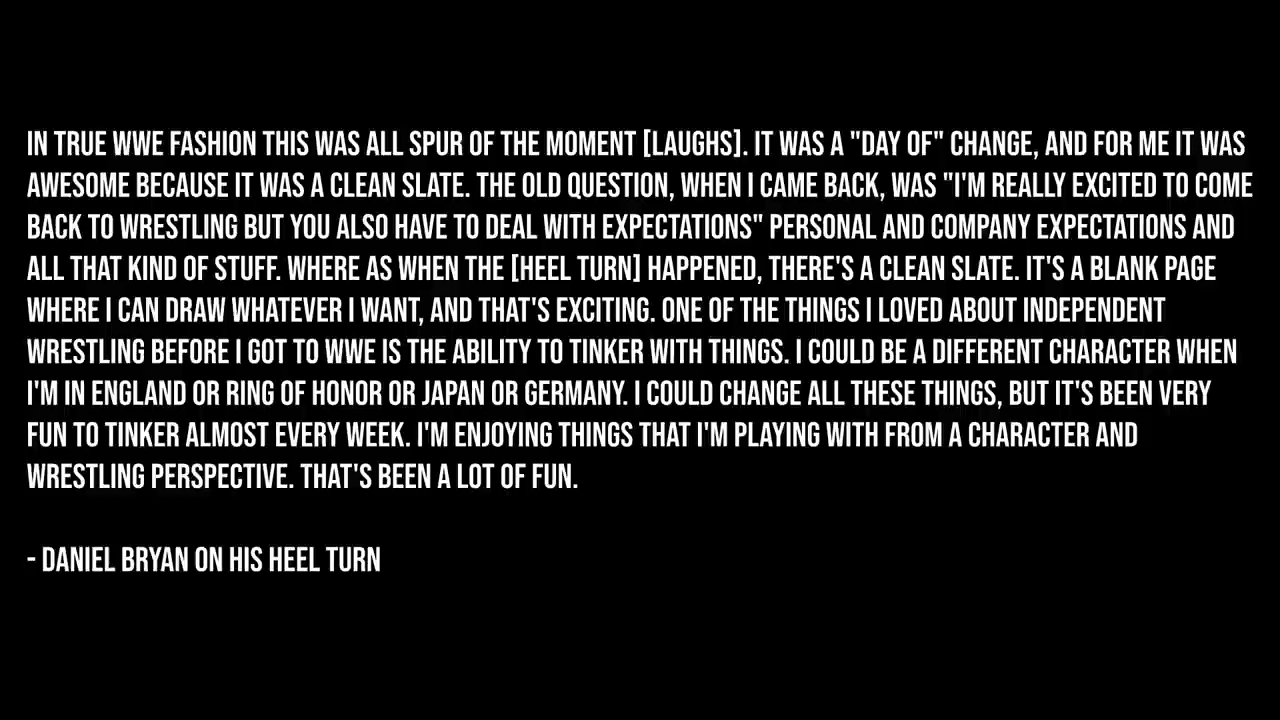 IN TRUE WWE FASHION THIS WAS ALL SPUR OF THE MOMENT [LAUGHS]. IT WAS A "DAY OF" CHANGE, AND FOR ME IT WAS
AWESOME BECAUSE IT WAS A CLEAN SLATE. THE OLD QUESTION, WHEN I CAME BACK, WAS "I'M REALLY EXCITED TO COME
BACK TO WRESTLING BUT YOU ALSO HAVE TO DEAL WITH EXPECTATIONS" PERSONAL AND COMPANY EXPECTATIONS AND
ALL THAT KIND OF STUFF. WHERE AS WHEN THE [HEEL TURN] HAPPENED, THERE'S A CLEAN SLATE. IT'S A BLANK PAGE
WHERE I CAN DRAW WHATEVER I WANT, AND THAT'S EXCITING. ONE OF THE THINGS I LOVED ABOUT INDEPENDENT
WRESTLING BEFORE I GOT TO WWE IS THE ABILITY TO TINKER WITH THINGS. I COULD BE A DIFFERENT CHARACTER WHEN
I'M IN ENGLAND OR RING OF HONOR OR JAPAN OR GERMANY. I COULD CHANGE ALL THESE THINGS, BUT IT'S BEEN VERY
FUN TO TINKER ALMOST EVERY WEEK. I'M ENJOYING THINGS THAT I'M PLAYING WITH FROM A CHARACTER AND
WRESTLING PERSPECTIVE. THAT'S BEEN A LOT OF FUN.
- DANIEL BRYAN ON HIS HEEL TURN